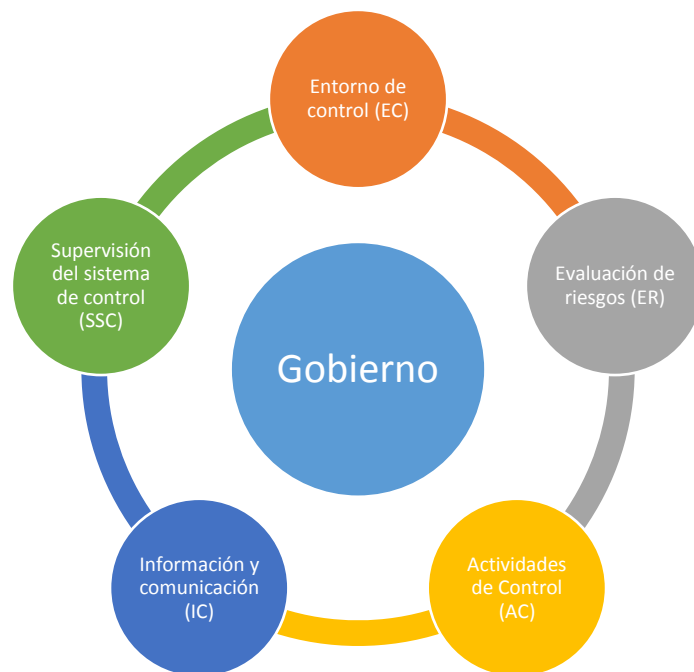 Entorno de
control (EC)
Evaluación de
riesgos (ER)
Actividades
de Control
(AC)
Información y
comunicación
(IC)
Supervisión
del sistema
de control
(SSC)
Gobierno